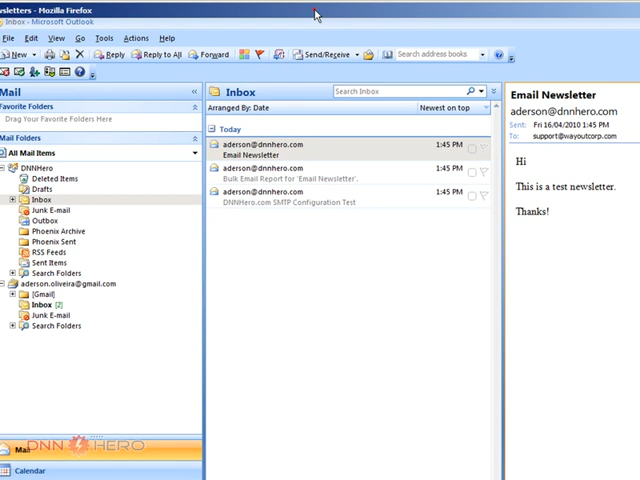 wsletters - Mozilla Firefox
Inbox - Microsoft Outlook
File Edit View Go Tools Actions Help
New Reply Reply to All Forward Send/Receive Search address books
Mail
Favorite Folders
Drag Your Favorite Folders Here
Mail Folders
All Mail Items
DNNHero
Deleted Items
Drafts
Inbox
Junk E-mail
Outbox
Phoenix Archive
Phoenix Sent
RSS Feeds
Sent Items
Search Folders
aderson.oliveira@gmail.com
[Gmail]
Inbox [2]
Junk E-mail
Search Folders
DNN HERO
Mail
Calendar
Inbox
Search Inbox
Arranged By: Date Newest on top
Today
aderson@dnnhero.com 1:45 PM
Email Newsletter
aderson@dnnhero.com 1:45 PM
Bulk Email Report for 'Email Newsletter'.
aderson@dnnhero.com 1:45 PM
DNNHero.com SMTP Configuration Test
Email Newsletter
aderson@dnnhero.com
Sent: Fri 16/04/2010 1:45 PM
To: support@wayoutcorp.com
Hi
This is a test newsletter.
Thanks!